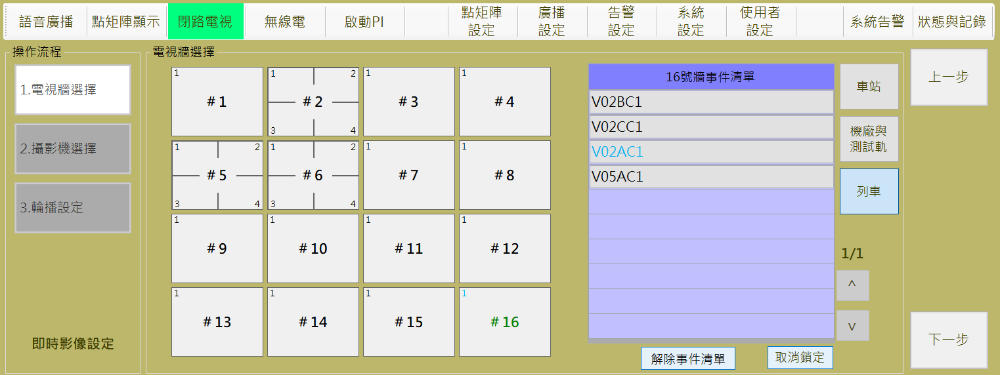 語音廣播
點矩陣顯示
閉路電視
無線電
啟動PI
點矩陣
設定
廣播
設定
告警
設定
系統
設定
使用者
設定
系統告警
狀態與記錄
操作流程
1.電視牆選擇
2.攝影機選擇
3.輪播設定
即時影像設定
電視牆選擇
1
#1
1 2
#2
3 4
1
#3
1
#4
1 2
#5
3 4
1 2
#6
3 4
1
#7
1
#8
1
#9
1
#10
1
#11
1
#12
1
#13
1
#14
1
#15
1
#16
16號牆事件清單
V02BC1
V02CC1
V02AC1
V05AC1
解除事件清單
取消鎖定
車站
機廠與
測試軌
列車
1/1
^
v
上一步
下一步